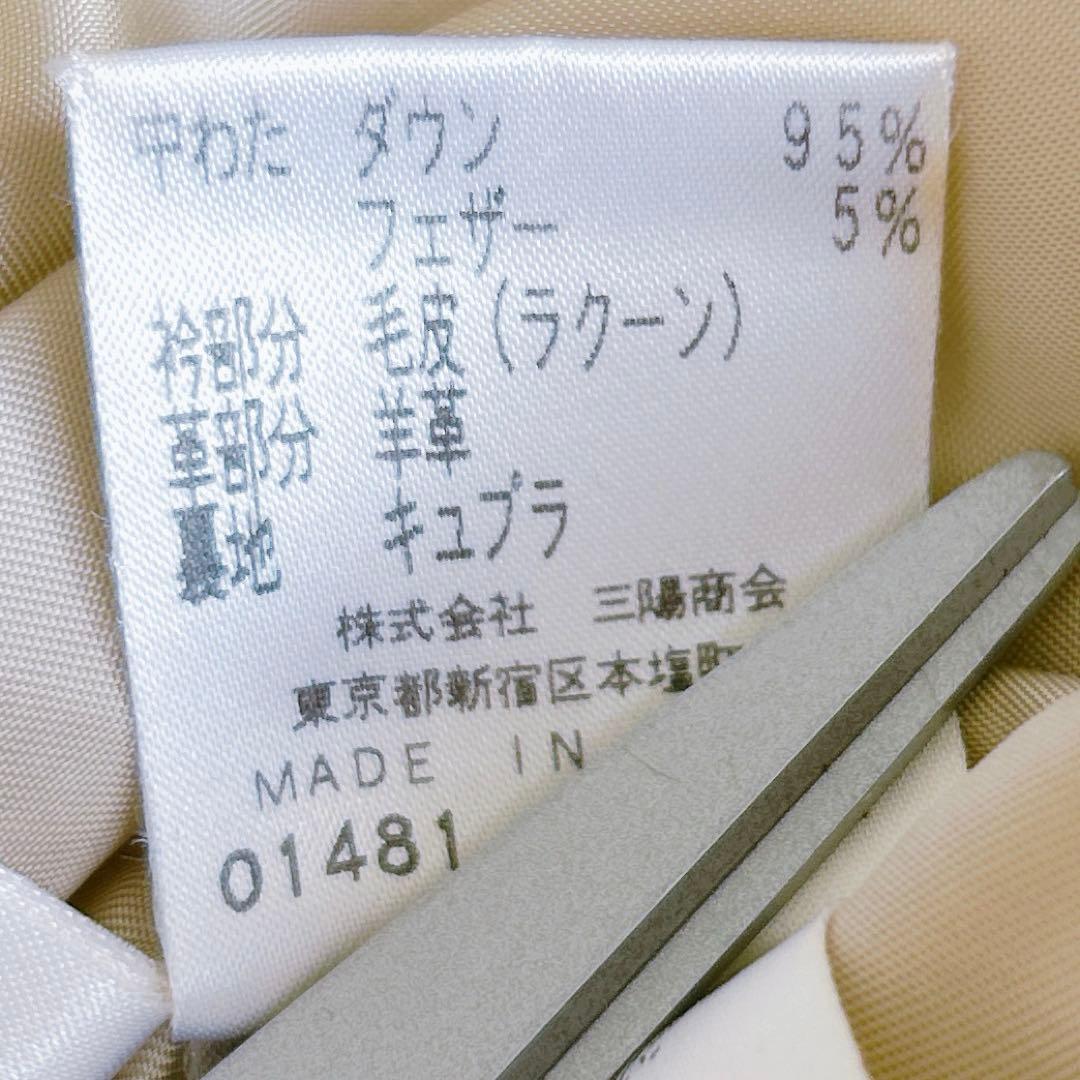 中わた ダウン 95%
フェザー 5%
衿部分 毛皮(ラクーン)
革部分 羊革
裏地 キュプラ
株式会社 三陽商会
東京都新宿区本塩町
MADE IN
01481